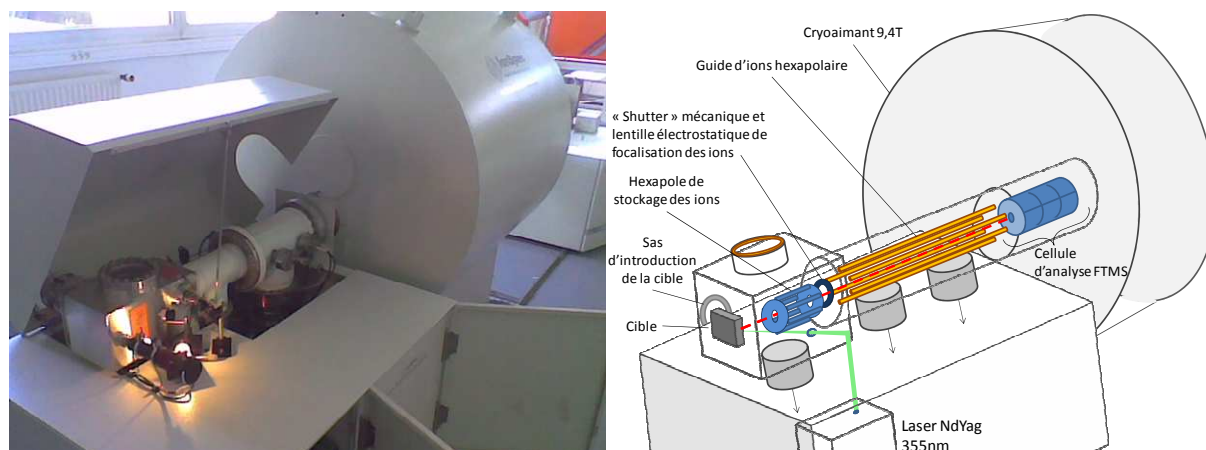 Cryoaimant 9,4T
Guide d’ions hexapolaire
« Shutter » mécanique et
lentille électrostatique de
focalisation des ions
Hexapole de
stockage des ions
Sas
d’introduction
de la cible
Cible
Cellule
d’analyse FTMS
Laser NdYag
355nm